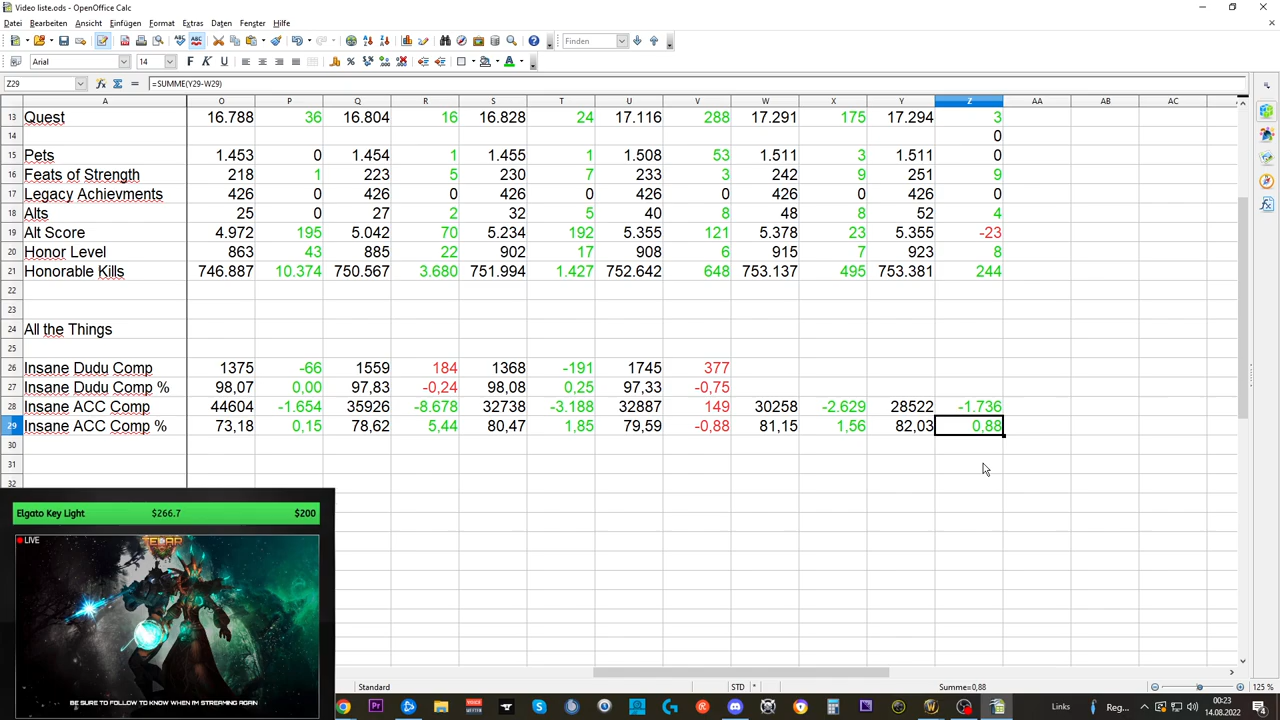 Video liste.ods - OpenOffice Calc
Datei Bearbeiten Ansicht Einfügen Format Extras Daten Fenster Hilfe
Finden
Arial 14
Z29 =SUMME(Y29-W29)
A O P Q R S T U V W X Y Z AA AB AC
13 Quest 16.788 36 16.804 16 16.828 24 17.116 288 17.291 175 17.294 3
14 0
15 Pets 1.453 0 1.454 1 1.455 1 1.508 53 1.511 3 1.511 0
16 Feats of Strength 218 1 223 5 230 7 233 3 242 9 251 9
17 Legacy Achievments 426 0 426 0 426 0 426 0 426 0 426 0
18 Alts 25 0 27 2 32 5 40 8 48 8 52 4
19 Alt Score 4.972 195 5.042 70 5.234 192 5.355 121 5.378 23 5.355 -23
20 Honor Level 863 43 885 22 902 17 908 6 915 7 923 8
21 Honorable Kills 746.887 10.374 750.567 3.680 751.994 1.427 752.642 648 753.137 495 753.381 244
22
23
24 All the Things
25
26 Insane Dudu Comp 1375 -66 1559 184 1368 -191 1745 377
27 Insane Dudu Comp % 98,07 0,00 97,83 -0,24 98,08 0,25 97,33 -0,75
28 Insane ACC Comp 44604 -1.654 35926 -8.678 32738 -3.188 32887 149 30258 -2.629 28522 -1.736
29 Insane ACC Comp % 73,18 0,15 78,62 5,44 80,47 1,85 79,59 -0,88 81,15 1,56 82,03 0,88
30
31
32
Elgato Key Light $266.7 $200
LIVE
BE SURE TO FOLLOW TO KNOW WHEN I'M STREAMING AGAIN
Standard STD * Summe=0,88 125 %
Links Reg... 00:23
14.08.2022